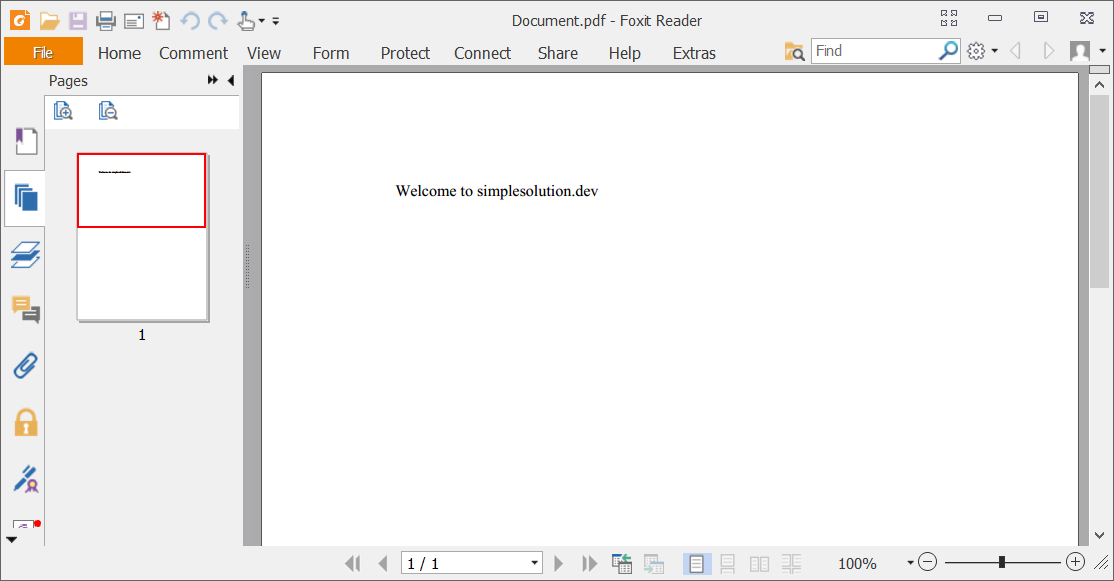 Document.pdf - Foxit Reader
File Home Comment View Form Protect Connect Share Help Extras Find
Pages
Welcome to simplesolution.dev
1
1 / 1 100%